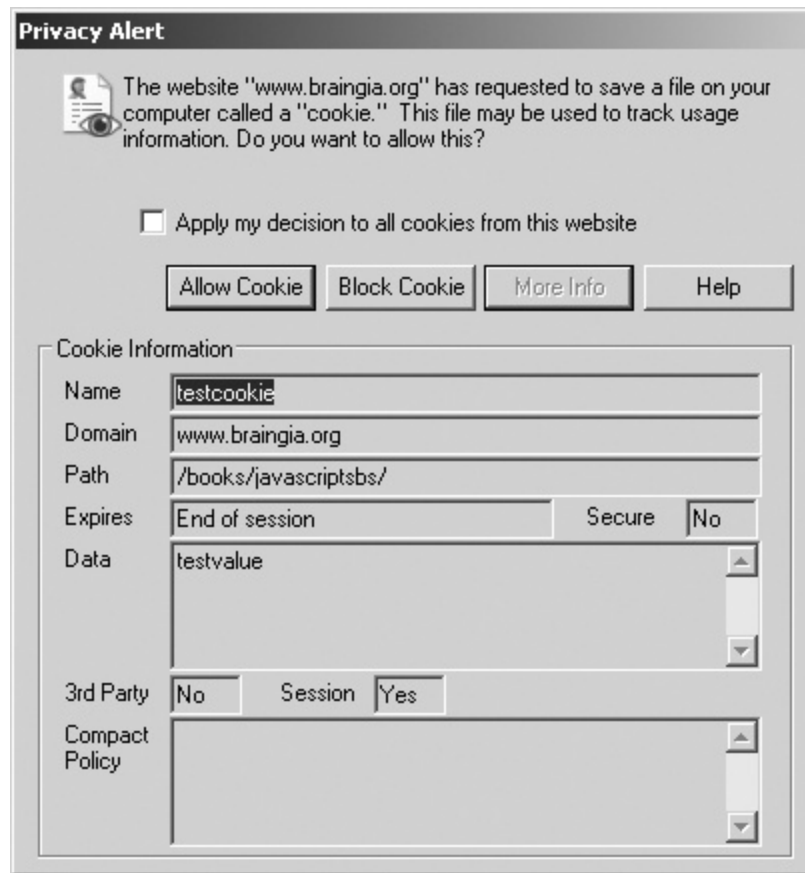 Privacy Alert
The website "www.braingia.org" has requested to save a file on your
computer called a "cookie." This file may be used to track usage
information. Do you want to allow this?
Apply my decision to all cookies from this website
Allow Cookie Block Cookie More Info Help
Cookie Information
Name testcookie
Domain www.braingia.org
Path /books/javascriptsbs/
Expires End of session Secure No
Data testvalue
3rd Party No Session Yes
Compact
Policy